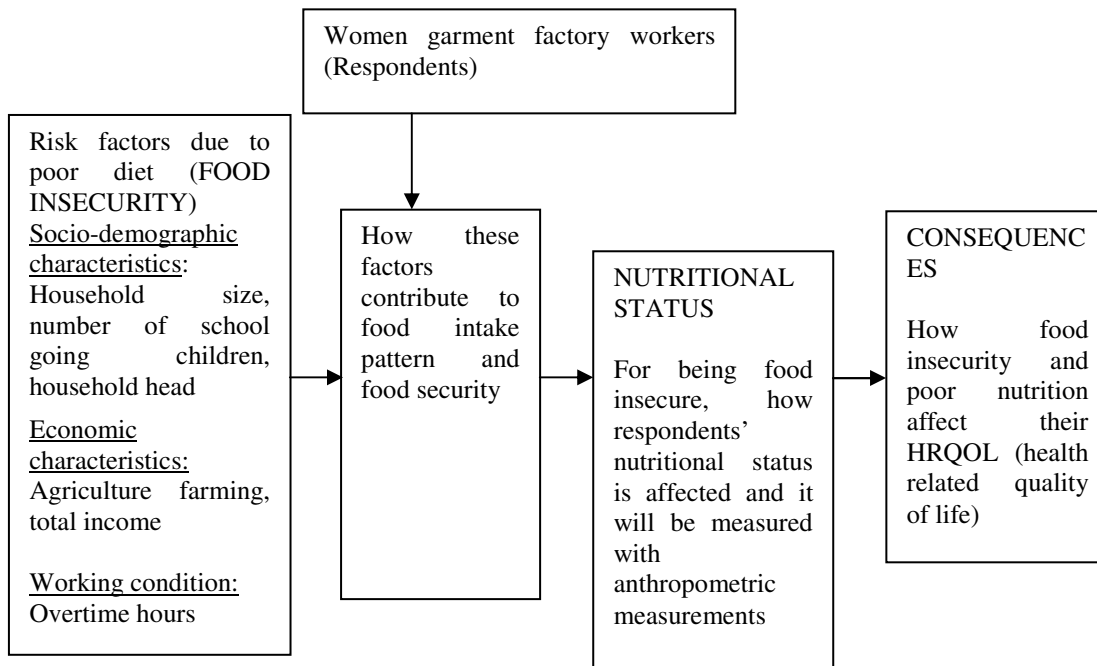 Women garment factory workers
(Respondents)
Risk factors due to
poor diet (FOOD
INSECURITY)
Socio-demographic
characteristics:
Household size,
number of school
going children,
household head
Economic
characteristics:
Agriculture farming,
total income
Working condition:
Overtime hours
How these
factors
contribute to
food intake
pattern and
food security
NUTRITIONAL
STATUS
For being food
insecure, how
respondents’
nutritional status
is affected and it
will be measured
with
anthropometric
measurements
CONSEQUENC
ES
How food
insecurity and
poor nutrition
affect their
HRQOL (health
related quality
of life)